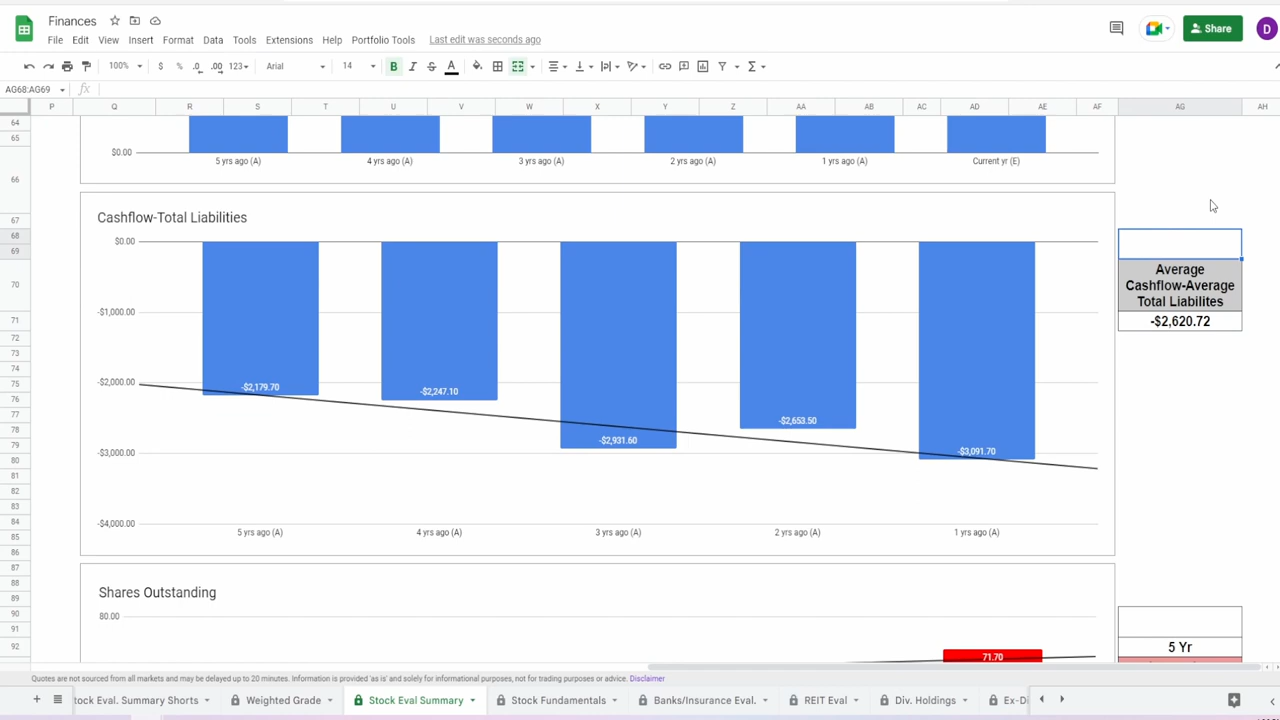 Finances
File Edit View Insert Format Data Tools Extensions Help Portfolio Tools Last edit was seconds ago
Share
D
100% $ % .0 .00 123 Arial 14 B I S A
AG68:AG69 fx
P Q R S T U V W X Y Z AA AB AC AD AE AF AG AH
64
65
$0.00
5 yrs ago (A) 4 yrs ago (A) 3 yrs ago (A) 2 yrs ago (A) 1 yrs ago (A) Current yr (E)
66
67
Cashflow-Total Liabilities
68
$0.00
69
70
Average
Cashflow-Average
Total Liabilites
-$1,000.00
71
-$2,620.72
72
73
74
75
-$2,000.00
-$2,179.70
-$2,247.10
76
77
78
-$2,653.50
79
-$2,931.60
80
-$3,000.00
-$3,091.70
81
82
83
84
-$4,000.00
85
5 yrs ago (A) 4 yrs ago (A) 3 yrs ago (A) 2 yrs ago (A) 1 yrs ago (A)
86
87
88
89
Shares Outstanding
90
80.00
91
92
5 Yr
71.70
Quotes are not sourced from all markets and may be delayed up to 20 minutes. Information is provided 'as is' and solely for informational purposes, not for trading purposes or advice. Disclaimer
tock Eval. Summary Shorts Weighted Grade Stock Eval Summary Stock Fundamentals Banks/Insurance Eval. REIT Eval Div. Holdings Ex-Di